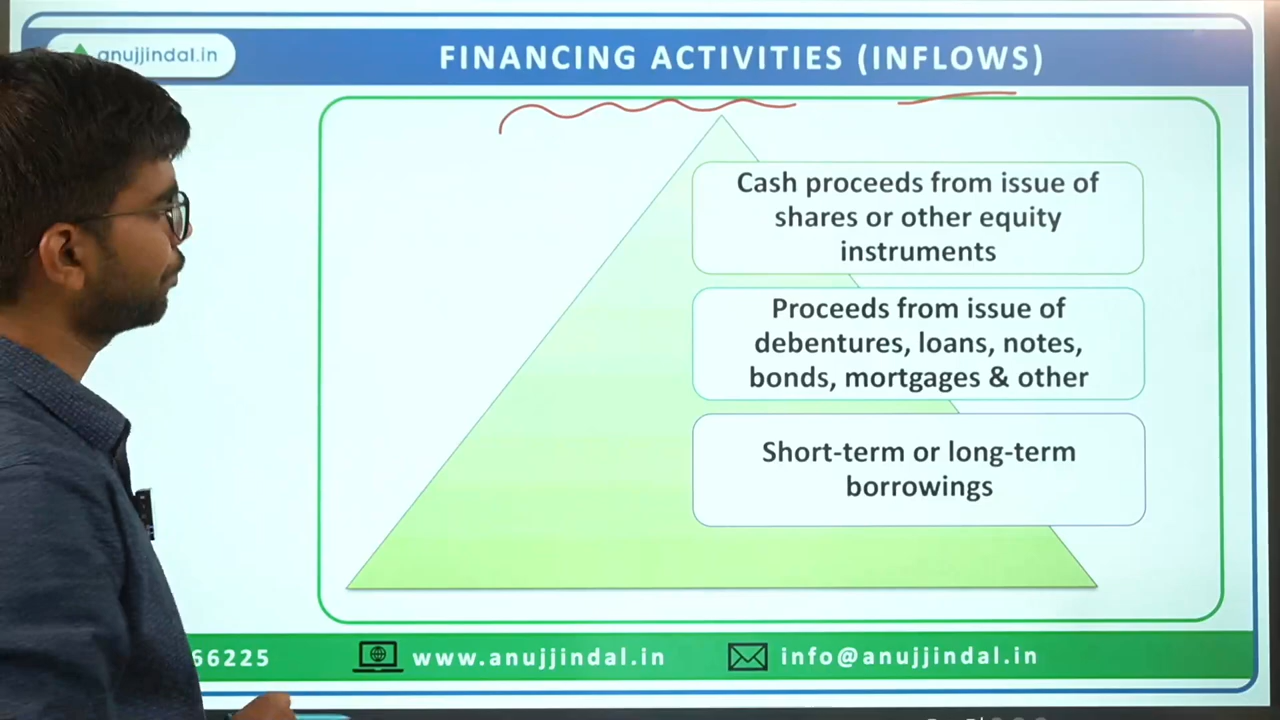 anujjindal.in
FINANCING ACTIVITIES (INFLOWS)
Cash proceeds from issue of
shares or other equity
instruments
Proceeds from issue of
debentures, loans, notes,
bonds, mortgages & other
Short-term or long-term
borrowings
66225
www.anujjindal.in
info@anujjindal.in